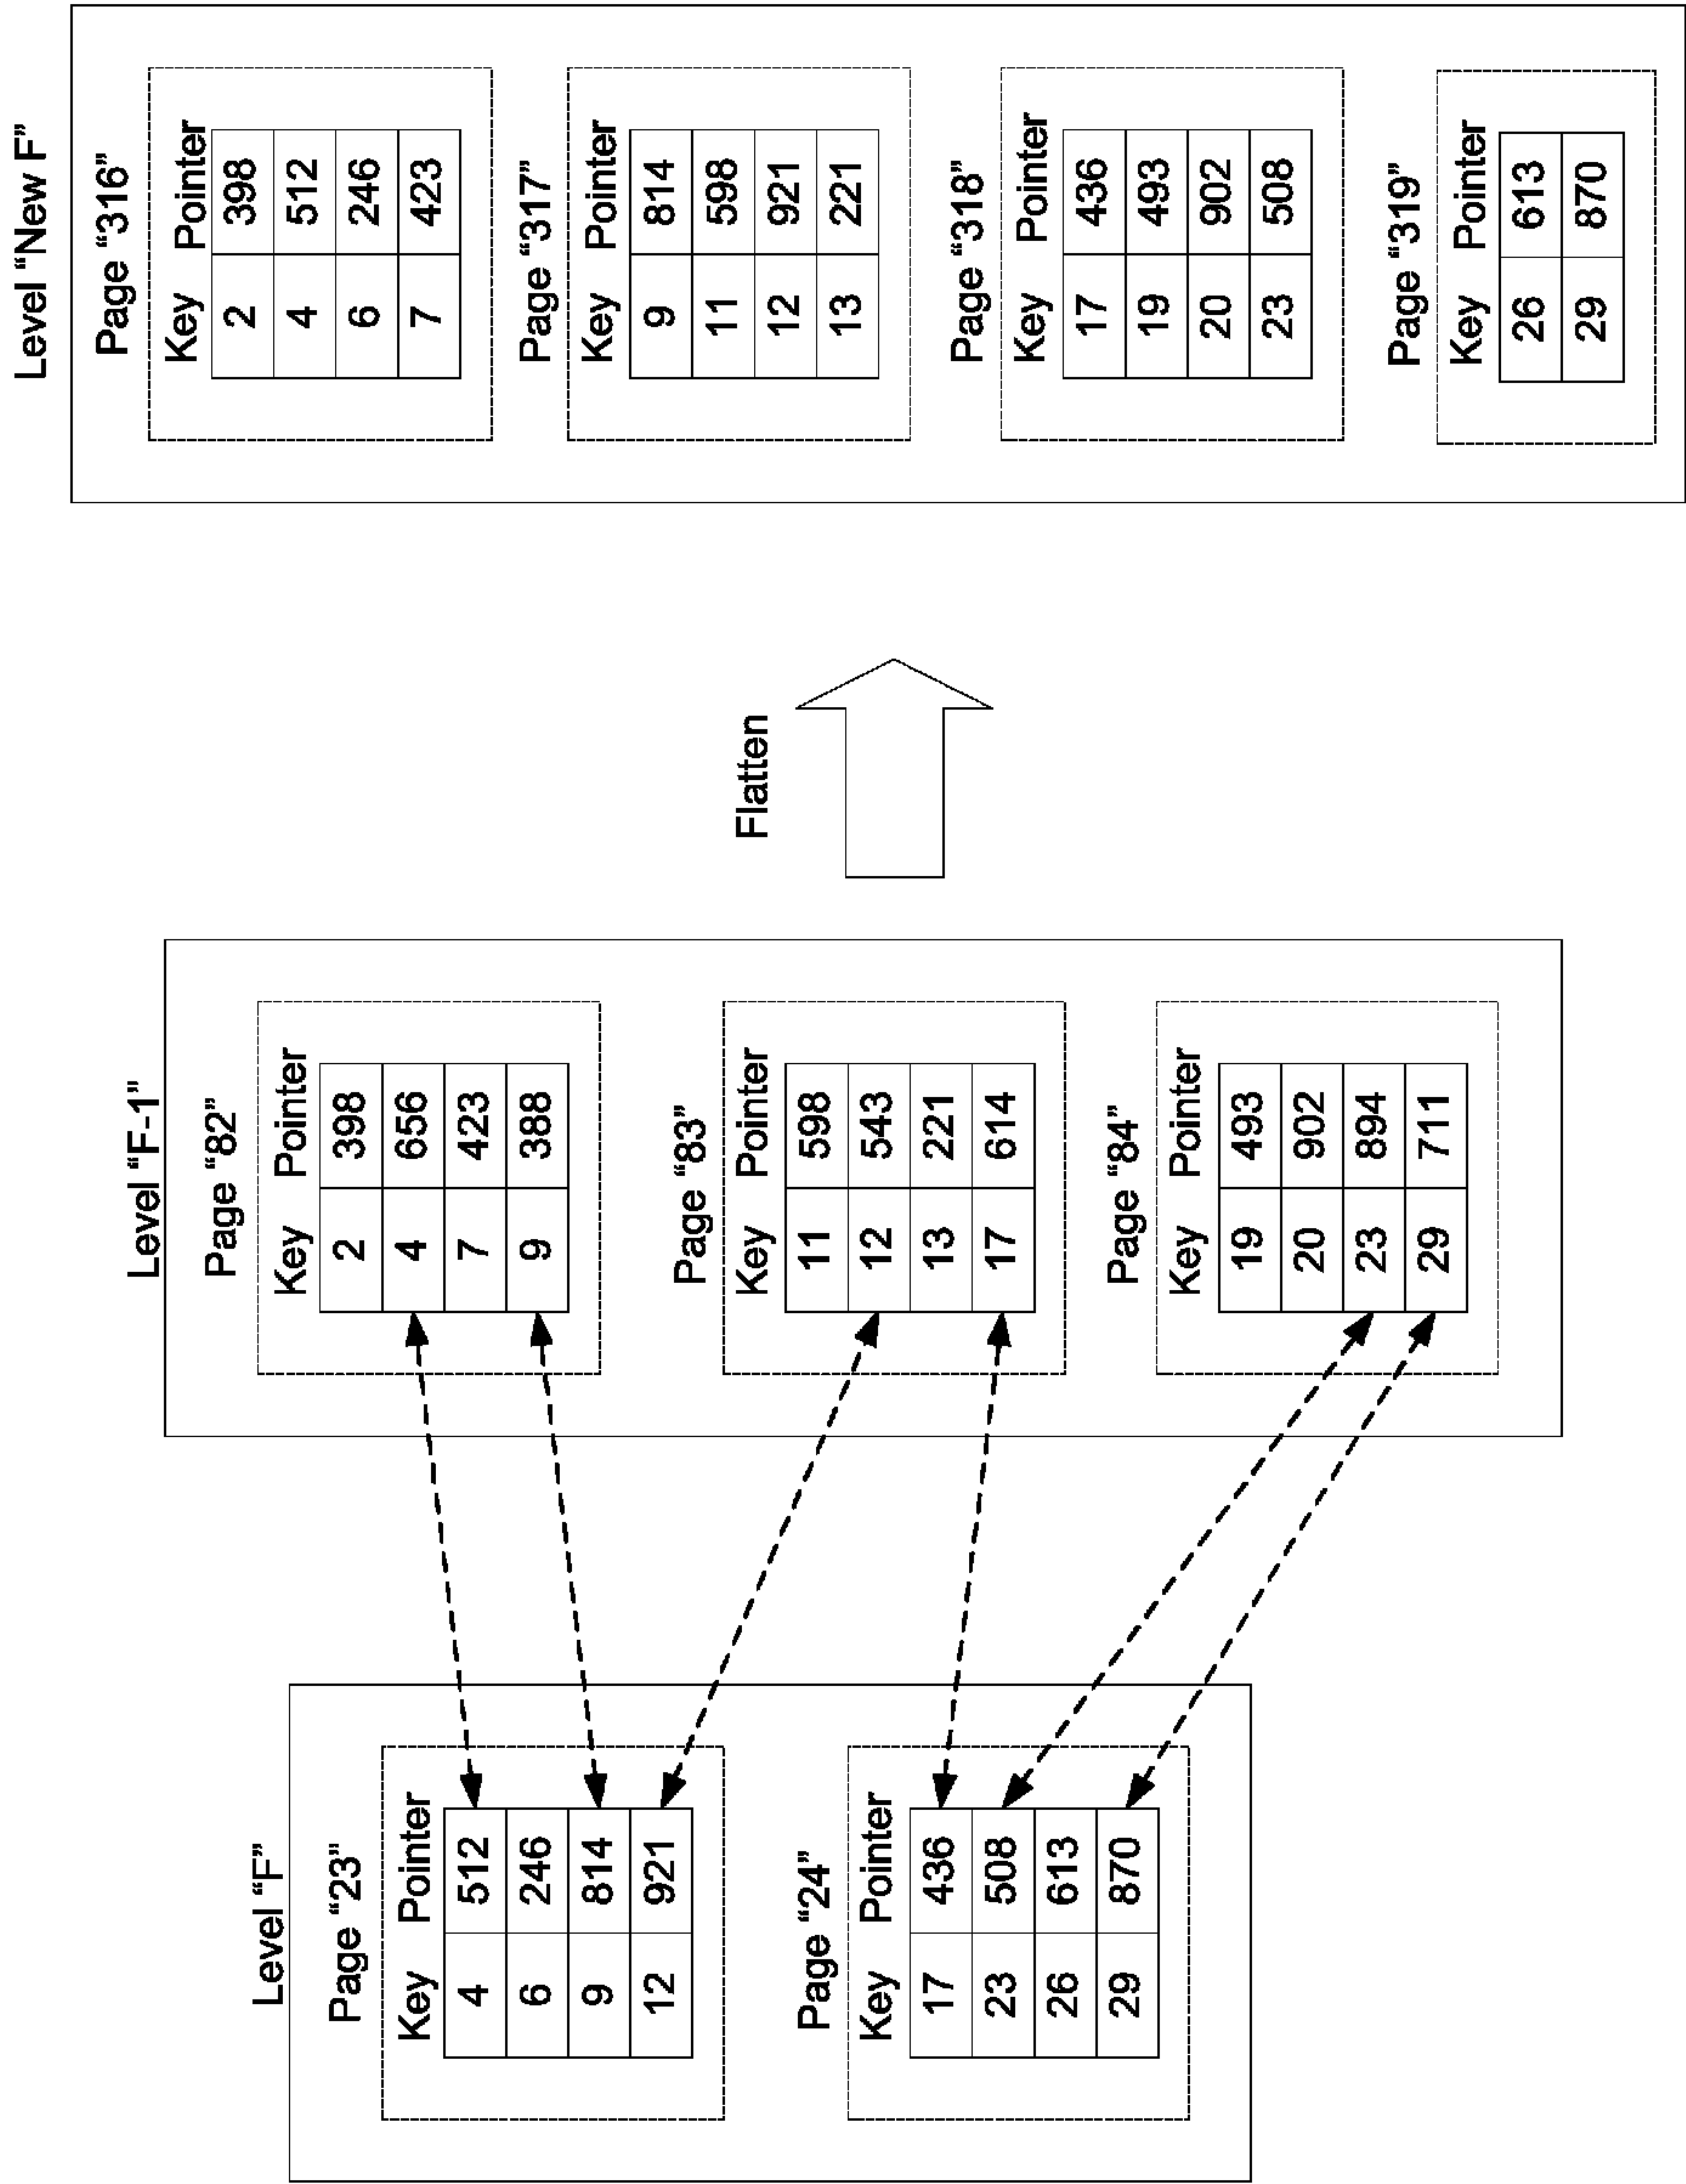 Level “F”
Page “23”
Key Pointer
4 512
6 246
9 814
12 921
Page “24”
Key Pointer
17 436
23 508
26 613
29 870
Level “F-1”
Page “82”
Key Pointer
2 398
4 656
7 423
9 388
Page “83”
Key Pointer
11 598
12 543
13 221
17 614
Page “84”
Key Pointer
19 493
20 902
23 894
29 711
Flatten
Level “New F”
Page “316”
Key Pointer
2 398
4 512
6 246
7 423
Page “317”
Key Pointer
9 814
11 598
12 921
13 221
Page “318”
Key Pointer
17 436
19 493
20 902
23 508
Page “319”
Key Pointer
26 613
29 870